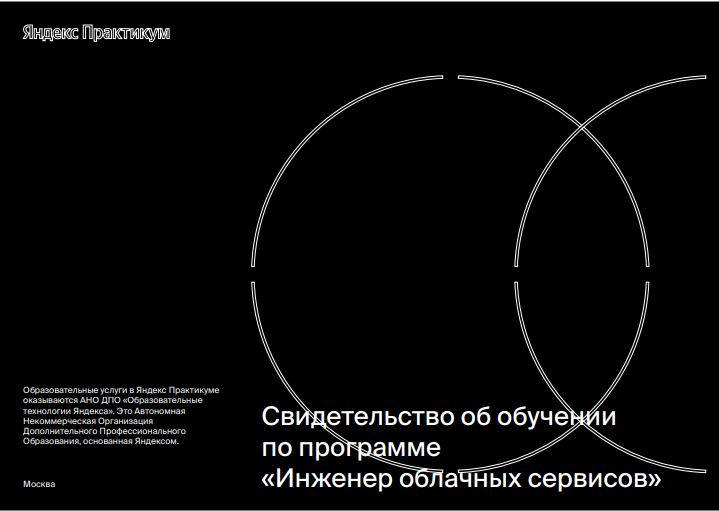 Яндекс Практикум
Образовательные услуги в Яндекс Практикуме
оказываются АНО ДПО «Образовательные
технологии Яндекса». Это Автономная
Некоммерческая Организация
Дополнительного Профессионального
Образования, основанная Яндексом.
Свидетельство об обучении
по программе
«Инженер облачных сервисов»
Москва